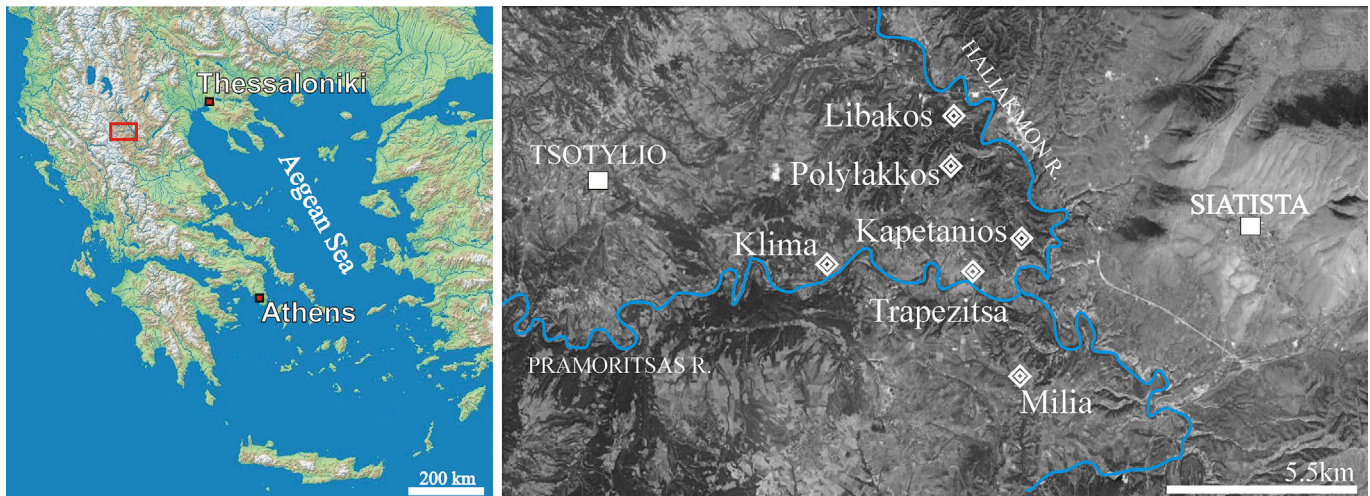 Thessaloniki
Aegean Sea
Athens
200 km
HALIAKMON R.
Libakos
TSOTYLIO
Polylakkos
SIATISTA
Kapetanios
Klima
Trapezitsa
PRAMORITSAS R.
Milia
5.5km